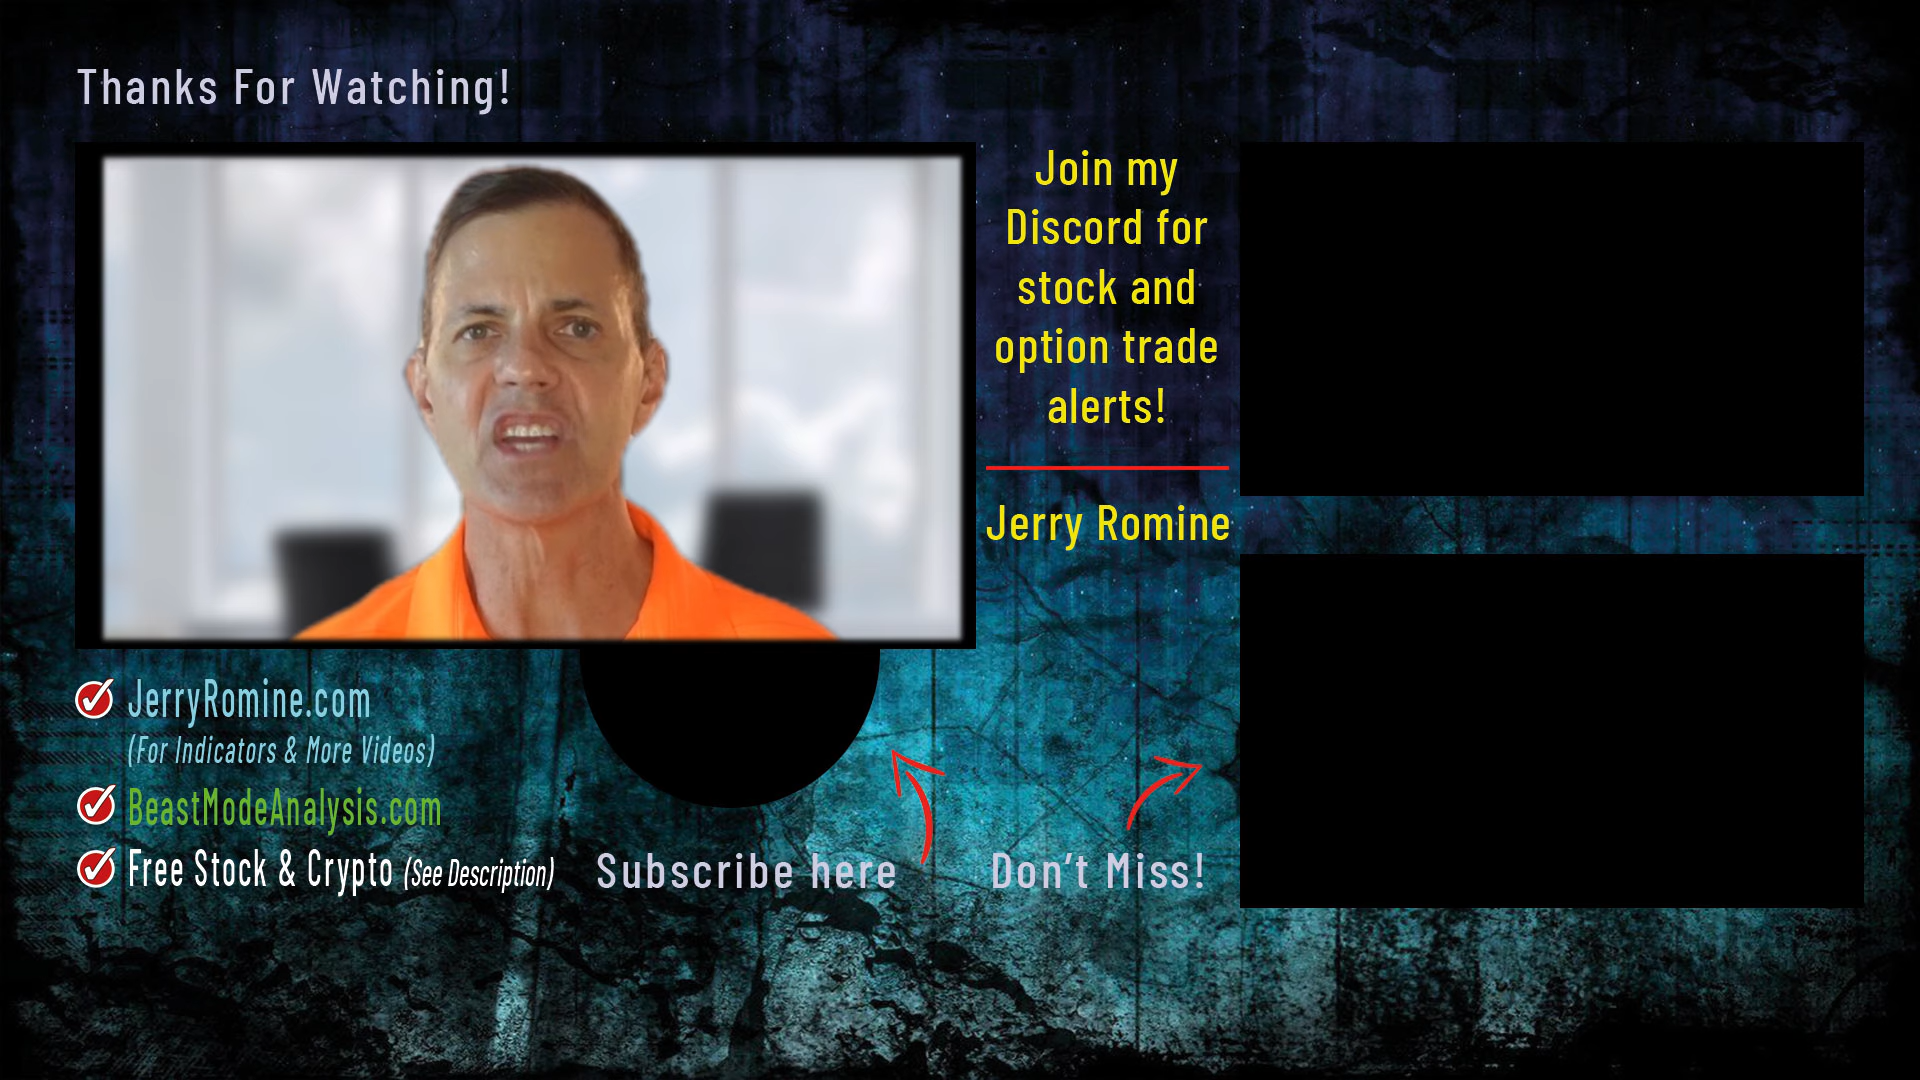 Thanks For Watching!
Join my
Discord for
stock and
option trade
alerts!
Jerry Romine
JerryRomine.com
(For Indicators & More Videos)
BeastModeAnalysis.com
Free Stock & Crypto (See Description)
Subscribe here
Don't Miss!